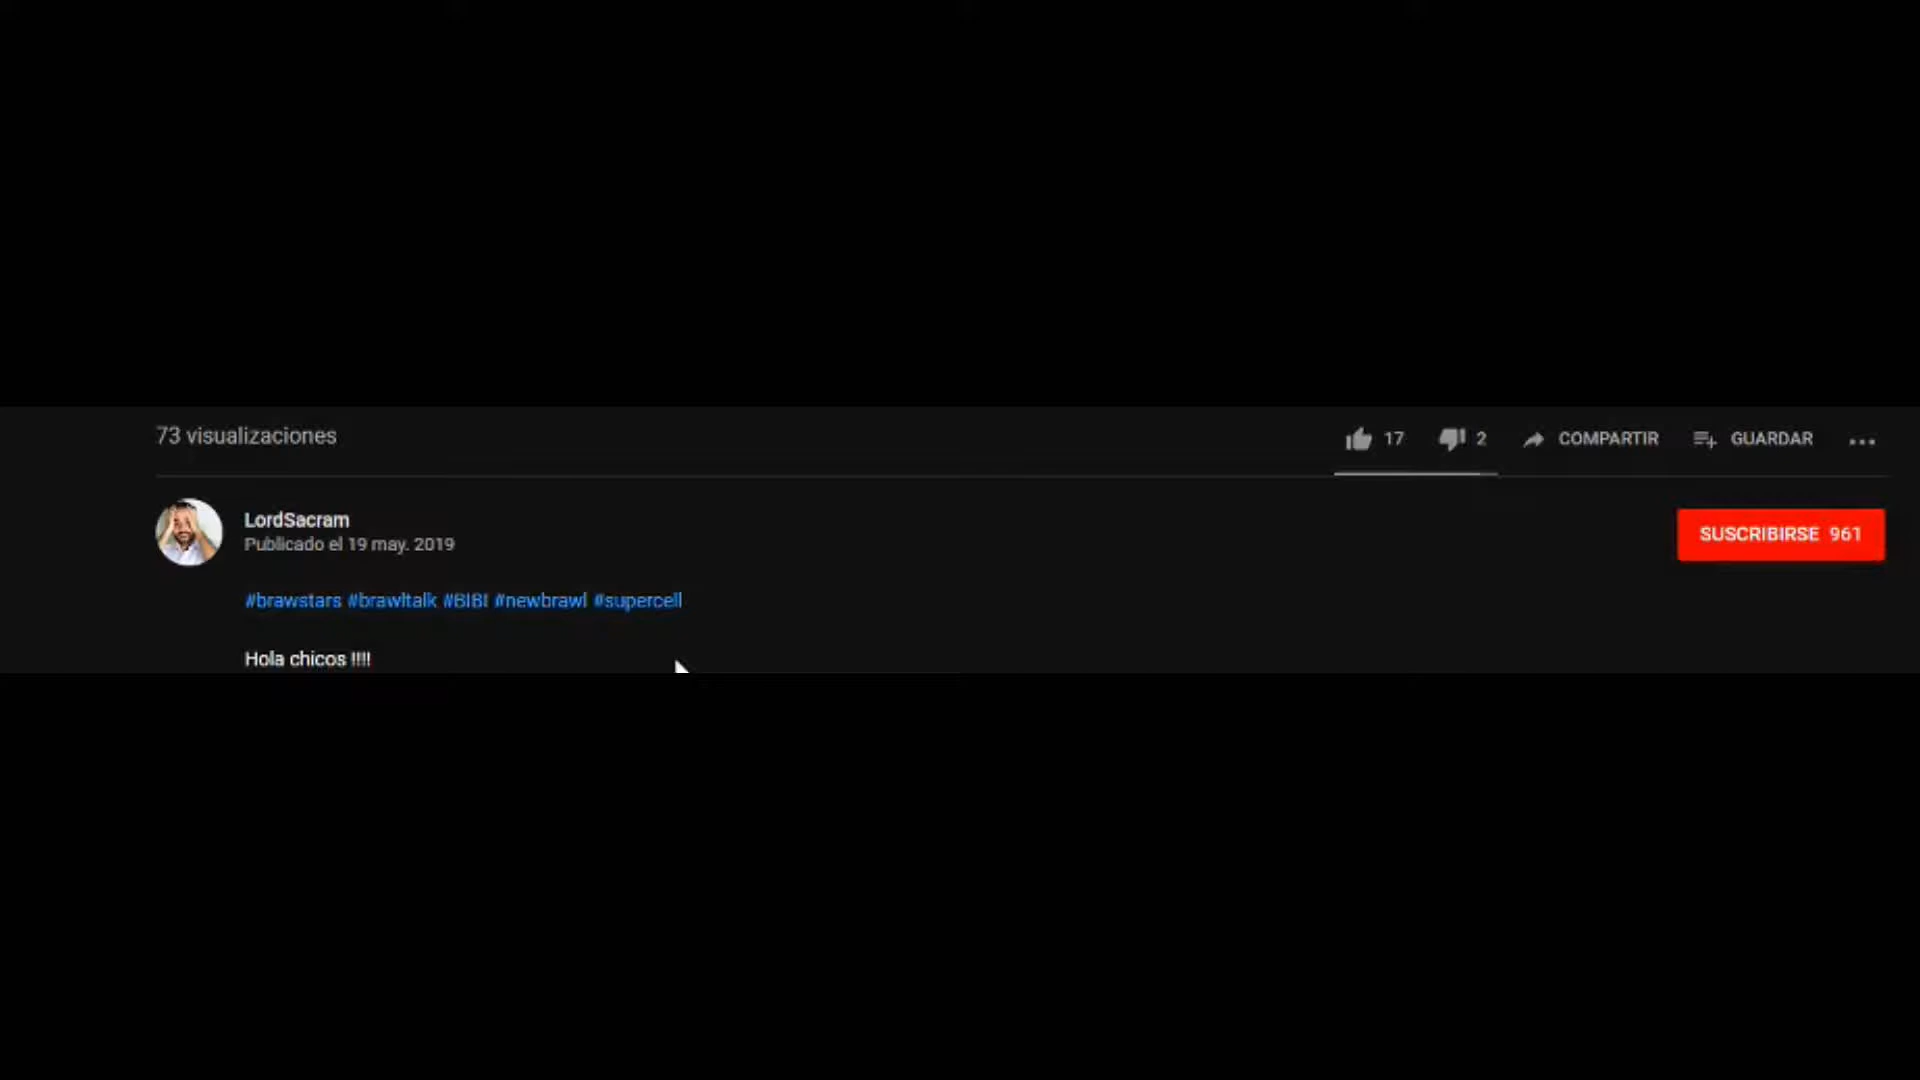 73 visualizaciones
17 2 COMPARTIR GUARDAR
LordSacram
Publicado el 19 may. 2019
SUSCRIBIRSE 961
#brawstars #brawltalk #BIBI #newbrawl #supercell
Hola chicos !!!!